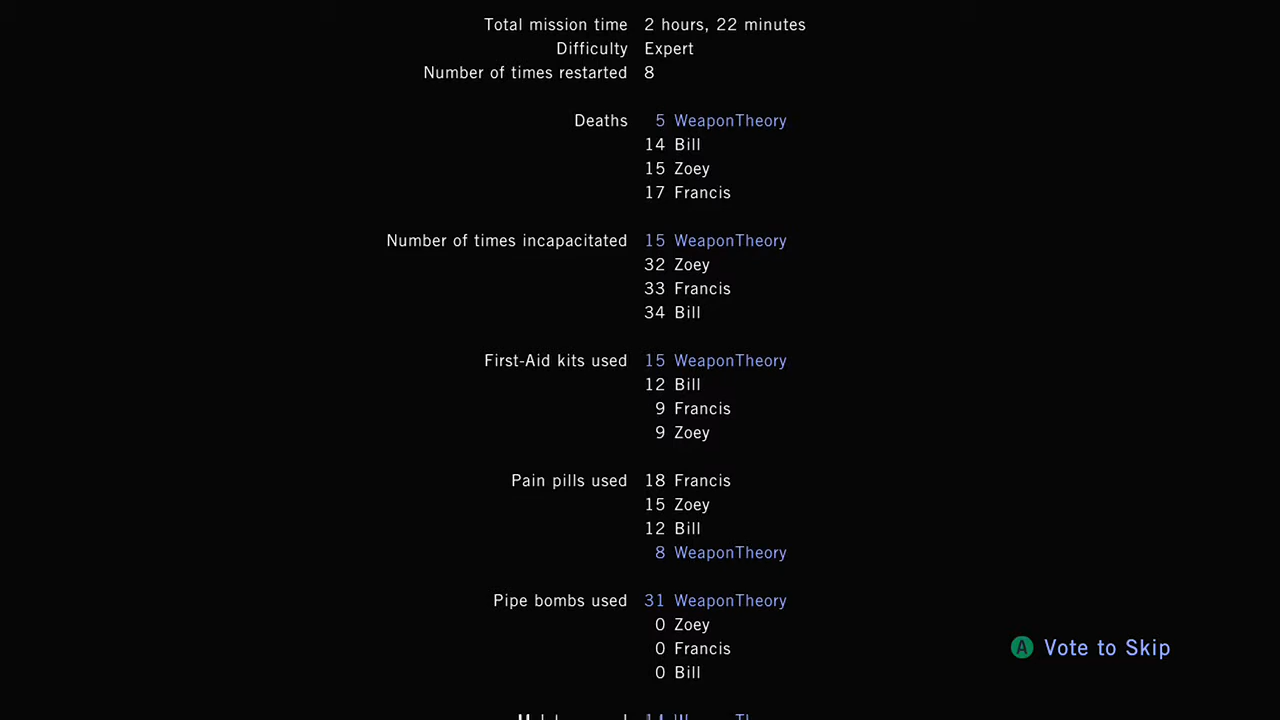 Total mission time 2 hours, 22 minutes
Difficulty Expert
Number of times restarted 8
Deaths 5 WeaponTheory
14 Bill
15 Zoey
17 Francis
Number of times incapacitated 15 WeaponTheory
32 Zoey
33 Francis
34 Bill
First-Aid kits used 15 WeaponTheory
12 Bill
9 Francis
9 Zoey
Pain pills used 18 Francis
15 Zoey
12 Bill
8 WeaponTheory
Pipe bombs used 31 WeaponTheory
0 Zoey
0 Francis
0 Bill
A Vote to Skip